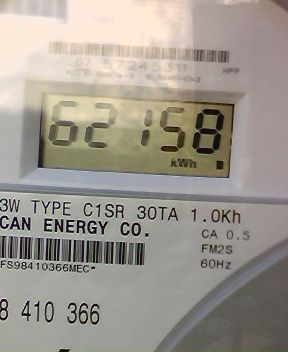 62158
kWh
3W TYPE C1SR 30TA 1.0Kh
CAN ENERGY CO.
CA 0.5
FM2S
60Hz
FS98410366MEC*
8 410 366